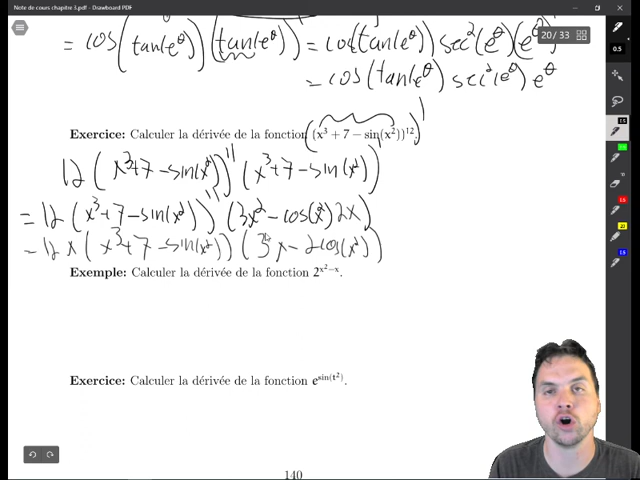 Note de cours chapitre 3.pdf - Drawboard PDF
0.5
20 / 33
= cos(tan(e^θ))(tan(e^θ))' = cos(tan(e^θ)) sec²(e^θ)(e^θ)'
= cos(tan(e^θ)) sec²(e^θ) e^θ
Exercice: Calculer la dérivée de la fonction ((x³ + 7 − sin(x²))¹²)'.
12 (x³+7 − sin(x²))¹¹ (x³+7 − sin(x²))'
= 12 (x³+7 − sin(x²))¹¹ (3x² − cos(x²) 2x)
= 12 x (x³+7 − sin(x²))¹¹ (3x − 2cos(x²))
Exemple: Calculer la dérivée de la fonction 2^(x²−x).
Exercice: Calculer la dérivée de la fonction e^sin(t²).
140